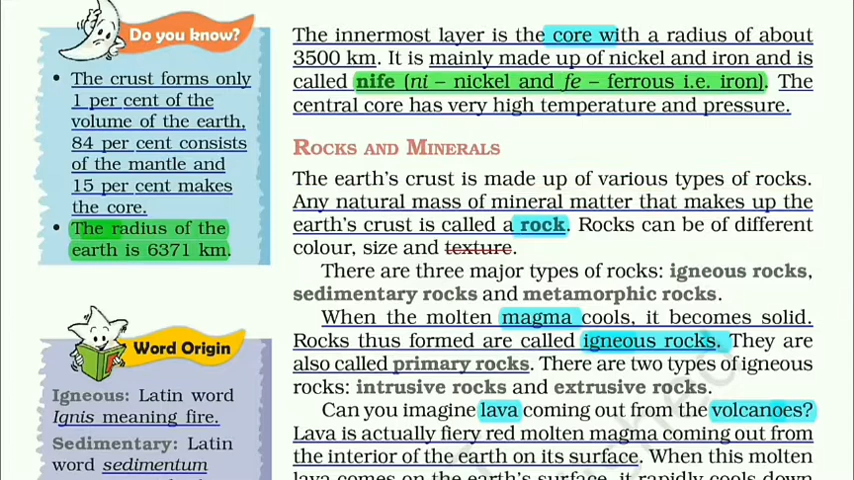 Do you know?
• The crust forms only
1 per cent of the
volume of the earth,
84 per cent consists
of the mantle and
15 per cent makes
the core.
• The radius of the
earth is 6371 km.
Word Origin
Igneous: Latin word
Ignis meaning fire.
Sedimentary: Latin
word sedimentum
The innermost layer is the core with a radius of about
3500 km. It is mainly made up of nickel and iron and is
called nife (ni – nickel and fe – ferrous i.e. iron). The
central core has very high temperature and pressure.
ROCKS AND MINERALS
The earth's crust is made up of various types of rocks.
Any natural mass of mineral matter that makes up the
earth's crust is called a rock. Rocks can be of different
colour, size and texture.
There are three major types of rocks: igneous rocks,
sedimentary rocks and metamorphic rocks.
When the molten magma cools, it becomes solid.
Rocks thus formed are called igneous rocks. They are
also called primary rocks. There are two types of igneous
rocks: intrusive rocks and extrusive rocks.
Can you imagine lava coming out from the volcanoes?
Lava is actually fiery red molten magma coming out from
the interior of the earth on its surface. When this molten
lava comes on the earth's surface, it rapidly cools down